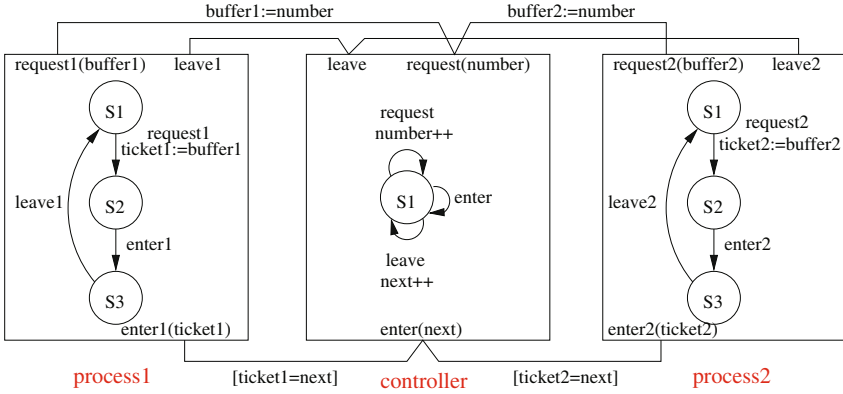 buffer1:=number
buffer2:=number
request1(buffer1)
leave1
leave
request(number)
request2(buffer2)
leave2
S1
request1
ticket1:=buffer1
leave1
S2
enter1
S3
enter1(ticket1)
request
number++
S1
enter
leave
next++
enter(next)
S1
request2
ticket2:=buffer2
leave2
S2
enter2
S3
enter2(ticket2)
process1
[ticket1=next]
controller
[ticket2=next]
process2